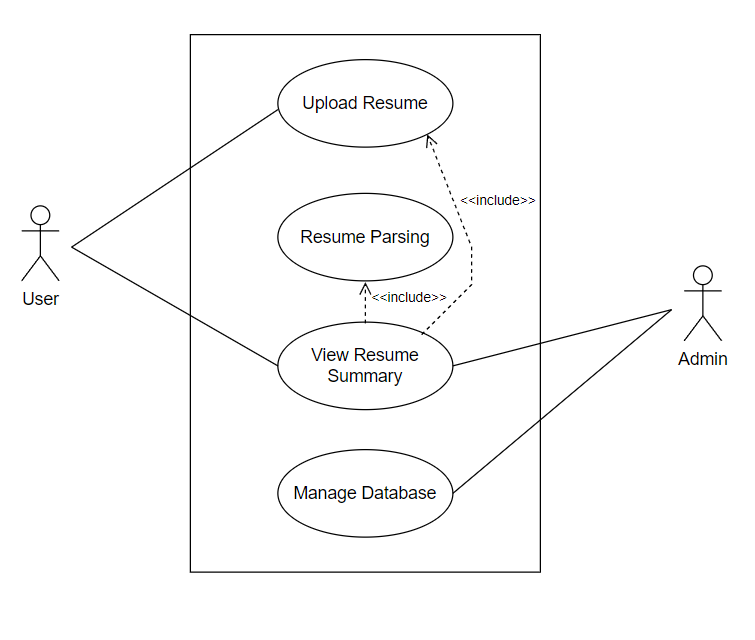 Upload Resume
<<include>>
Resume Parsing
User
<<include>>
View Resume
Summary
Admin
Manage Database